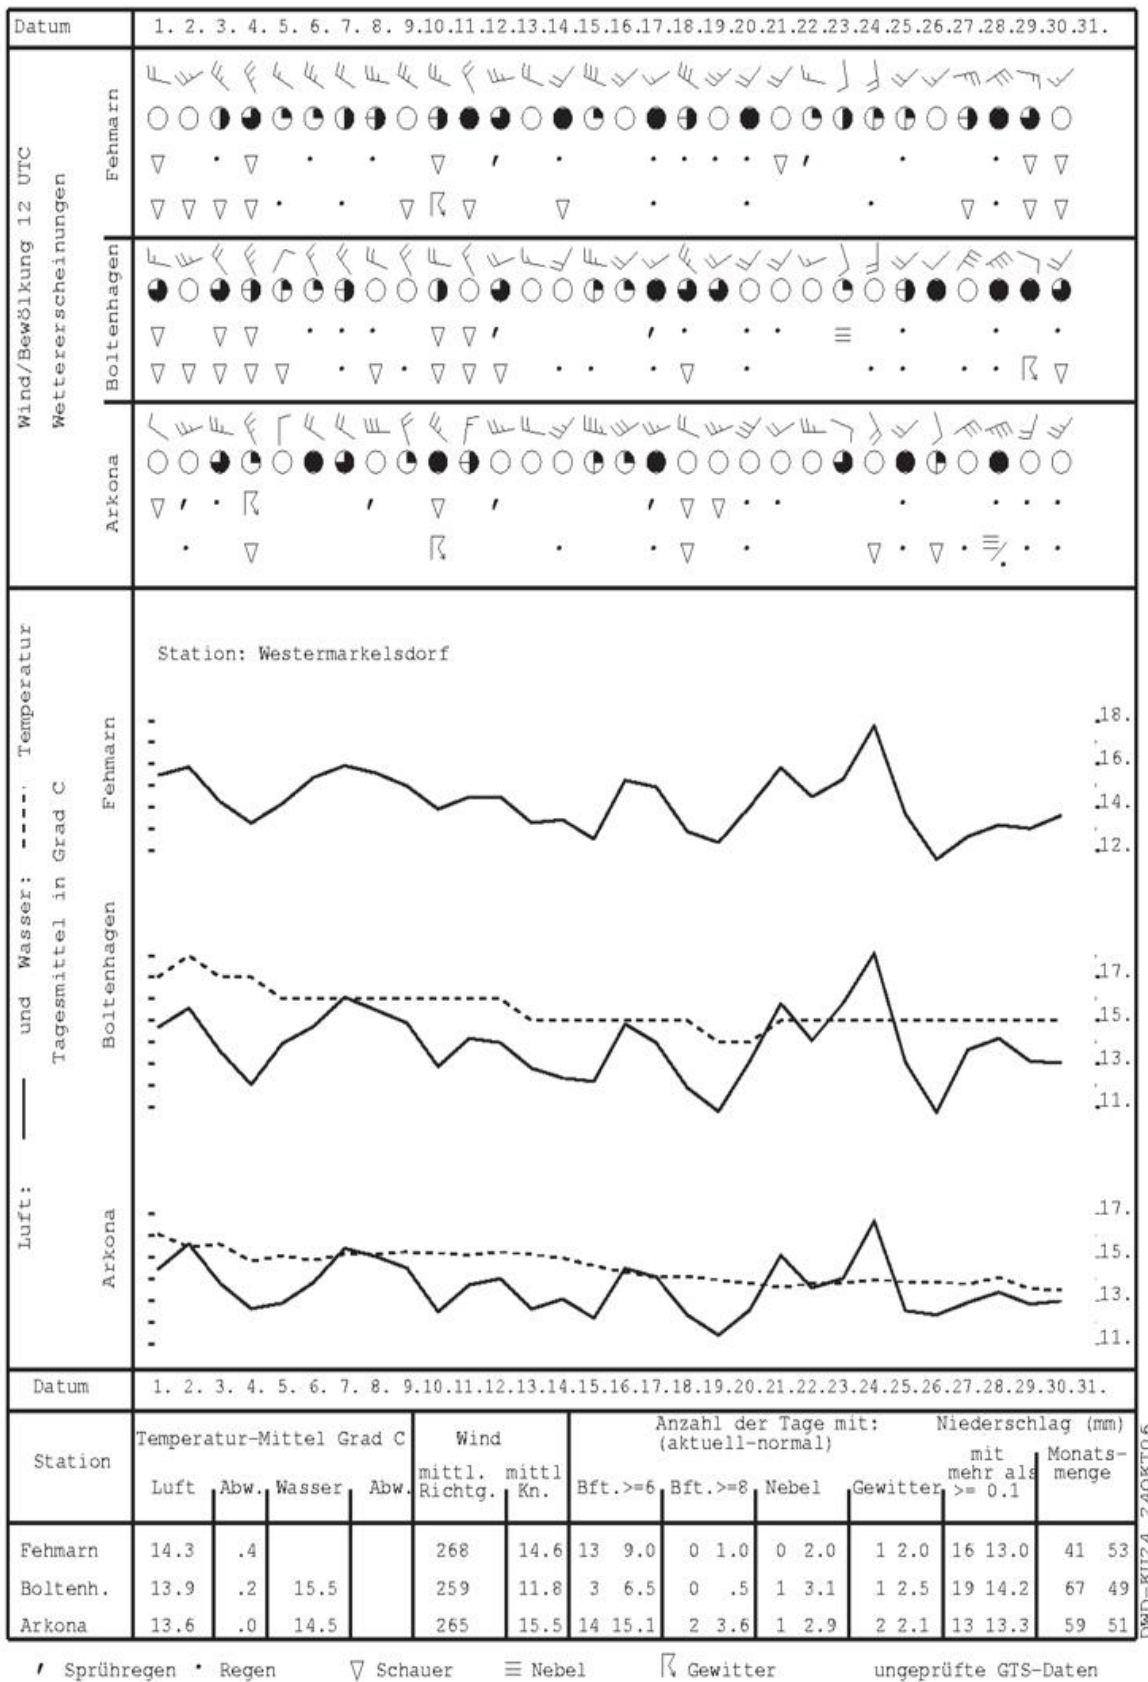 Datum 1. 2. 3. 4. 5. 6. 7. 8. 9.10.11.12.13.14.15.16.17.18.19.20.21.22.23.24.25.26.27.28.29.30.31.
Wind/Bewölkung 12 UTC
Wettererscheinungen
Fehmarn
Boltenhagen
Arkona
Luft: und Wasser: Temperatur
Tagesmittel in Grad C
Station: Westermarkelsdorf
Fehmarn
18.
16.
14.
12.
Boltenhagen
17.
15.
13.
11.
Arkona
17.
15.
13.
11.
Datum 1. 2. 3. 4. 5. 6. 7. 8. 9.10.11.12.13.14.15.16.17.18.19.20.21.22.23.24.25.26.27.28.29.30.31.
Station
Temperatur-Mittel Grad C
Luft Abw. Wasser Abw.
Wind
mittl. Richtg. mittl Kn.
Anzahl der Tage mit:
(aktuell-normal)
Bft.>=6 Bft.>=8 Nebel Gewitter
Niederschlag (mm)
mit
mehr als
>= 0.1
Monats-
menge
Fehmarn 14.3 .4 268 14.6 13 9.0 0 1.0 0 2.0 1 2.0 16 13.0 41 53
Boltenh. 13.9 .2 15.5 259 11.8 3 6.5 0 .5 1 3.1 1 2.5 19 14.2 67 49
Arkona 13.6 .0 14.5 265 15.5 14 15.1 2 3.6 1 2.9 2 2.1 13 13.3 59 51
Sprühregen Regen Schauer Nebel Gewitter ungeprüfte GTS-Daten